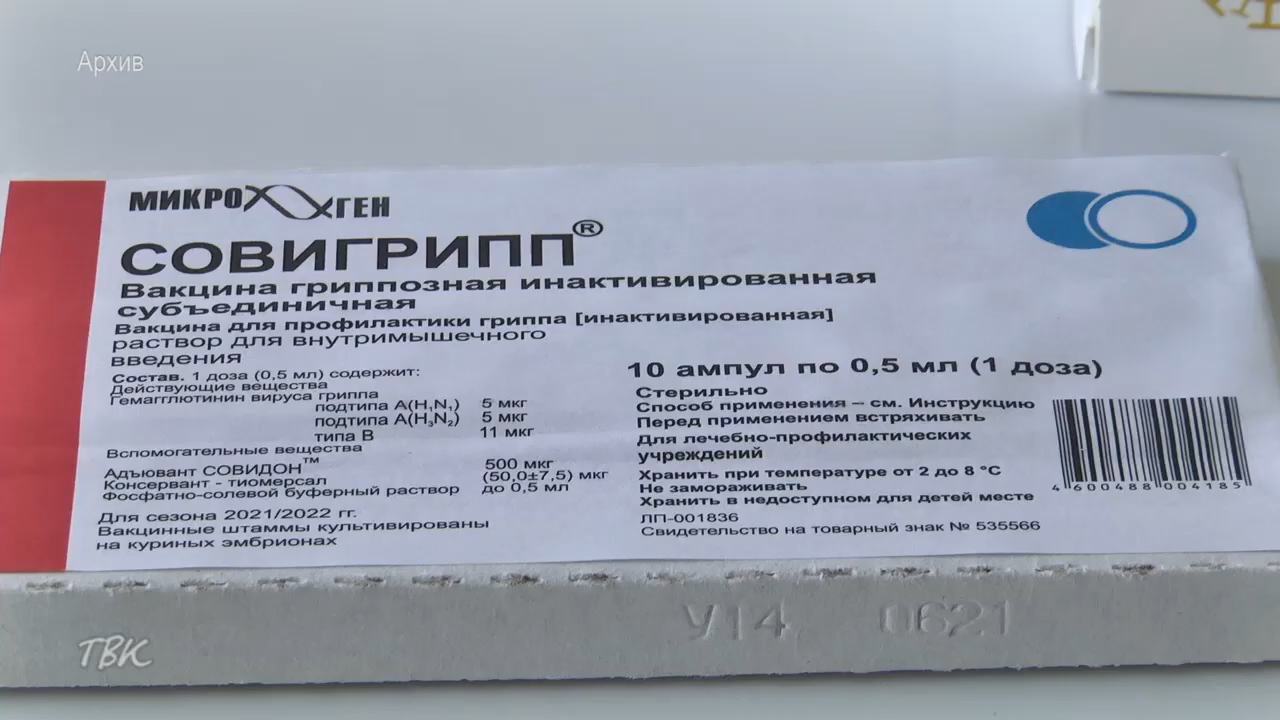 Архив
МИКРОГЕН
СОВИГРИПП®
Вакцина гриппозная инактивированная
субъединичная
Вакцина для профилактики гриппа [инактивированная]
раствор для внутримышечного
введения
Состав. 1 доза (0,5 мл) содержит:
Действующие вещества
Гемагглютинин вируса гриппа
подтипа A(H₁N₁) 5 мкг
подтипа A(H₃N₂) 5 мкг
типа B 11 мкг
Вспомогательные вещества
Адъювант СОВИДОН™ 500 мкг
Консервант - тиомерсал (50,0±7,5) мкг
Фосфатно-солевой буферный раствор до 0,5 мл
Для сезона 2021/2022 гг.
Вакцинные штаммы культивированы
на куриных эмбрионах
10 ампул по 0,5 мл (1 доза)
Стерильно
Способ применения – см. Инструкцию
Перед применением встряхивать
Для лечебно-профилактических
учреждений
Хранить при температуре от 2 до 8 °C
Не замораживать
Хранить в недоступном для детей месте
ЛП-001836
Свидетельство на товарный знак № 535566
4 600488 004185
У14 0621
ТВК